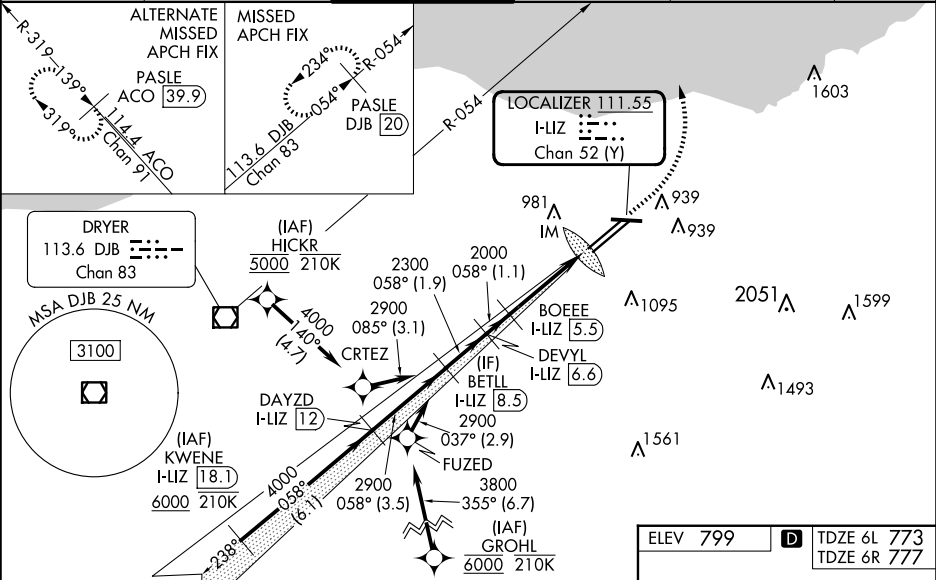 ALTERNATE
MISSED
APCH FIX
R-319
139°
319°
PASLE
ACO 39.9
114.4 ACO
Chan 91
MISSED
APCH FIX
234°
R-054
054°
PASLE
DJB 20
113.6 DJB
Chan 83
R-054
LOCALIZER 111.55
I-LIZ
Chan 52 (Y)
1603
DRYER
113.6 DJB
Chan 83
(IAF)
HICKR
5000 210K
981
IM
939
939
2300
058° (1.9)
2000
058° (1.1)
MSA DJB 25 NM
3100
4000
140°
(4.7)
2900
085° (3.1)
CRTEZ
BOEEE
I-LIZ 5.5
DEVYL
I-LIZ 6.6
1095
2051
1599
(IF)
BETLL
I-LIZ 8.5
DAYZD
I-LIZ 12
1493
2900
037° (2.9)
FUZED
1561
(IAF)
KWENE
I-LIZ 18.1
6000 210K
4000
058°
(6.1)
238°
2900
058° (3.5)
3800
355° (6.7)
(IAF)
GROHL
6000 210K
ELEV 799
D
TDZE 6L 773
TDZE 6R 777